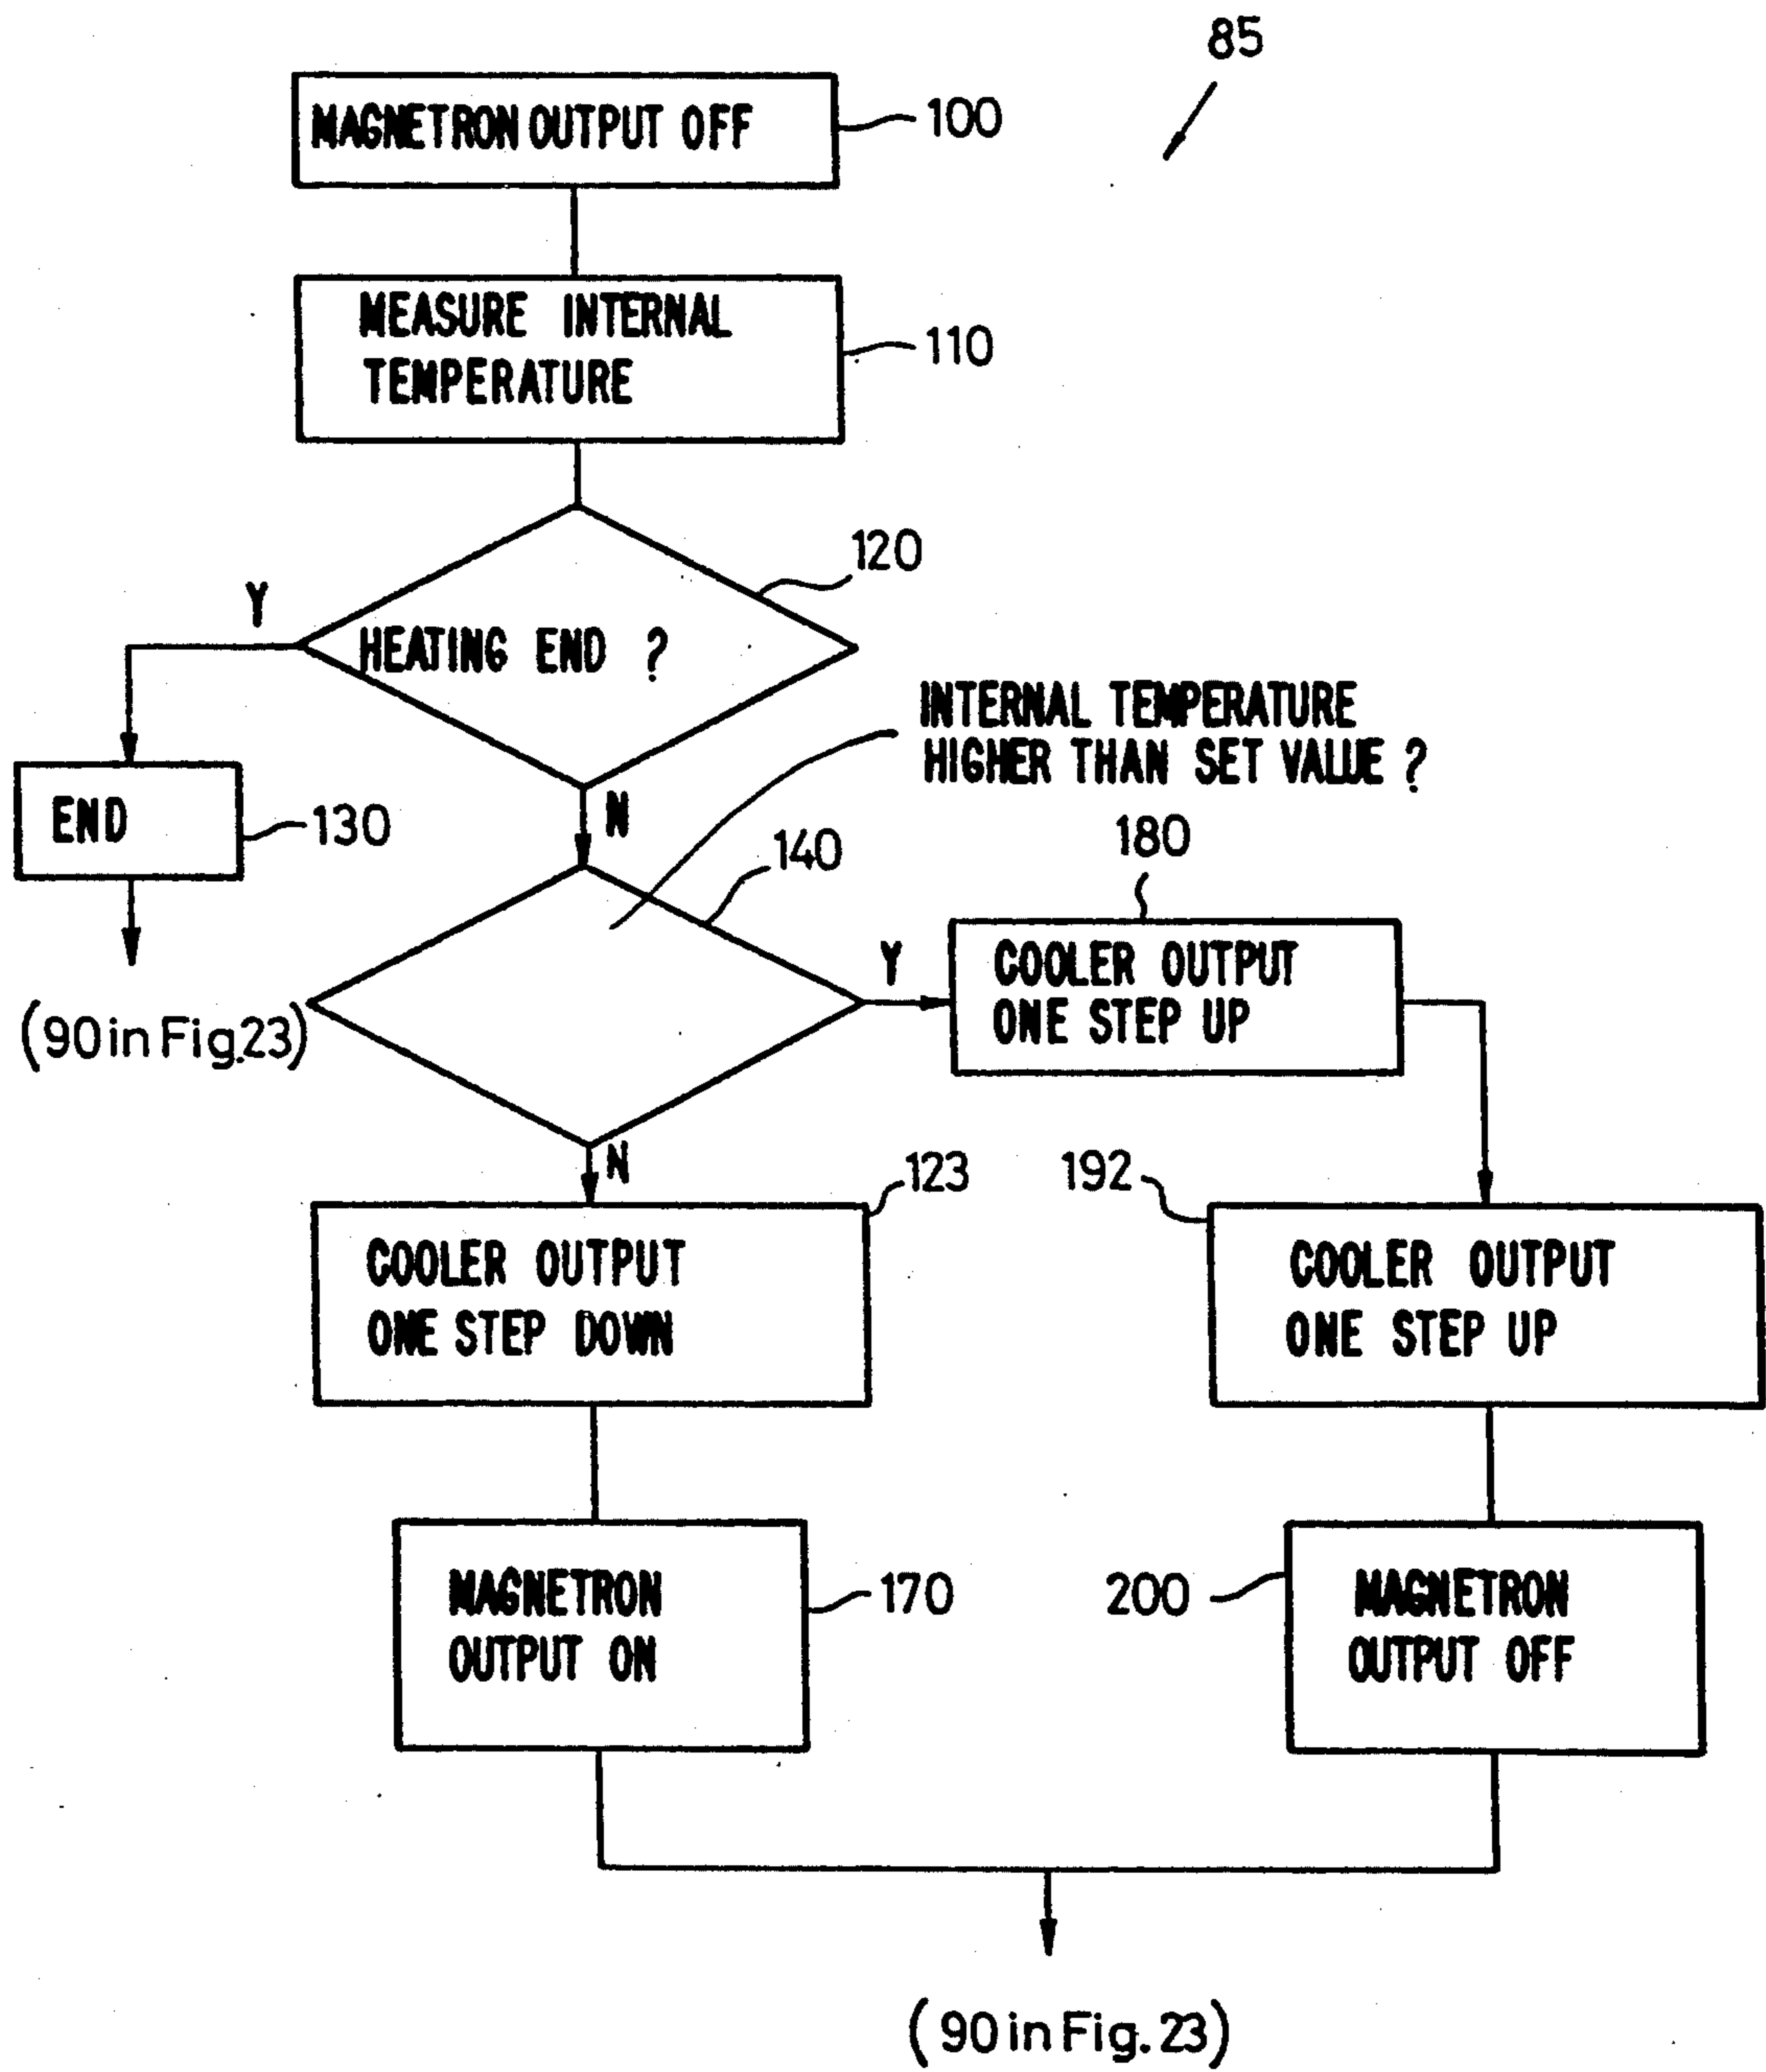 85
MAGNETRON OUTPUT OFF
100
MEASURE INTERNAL
TEMPERATURE
110
120
Y
HEATING END ?
INTERNAL TEMPERATURE
HIGHER THAN SET VALUE ?
END
130
N
140
180
(90 in Fig.23)
Y
COOLER OUTPUT
ONE STEP UP
N
123
192
COOLER OUTPUT
ONE STEP DOWN
COOLER OUTPUT
ONE STEP UP
MAGNETRON
OUTPUT ON
170
200
MAGNETRON
OUTPUT OFF
(90 in Fig. 23)